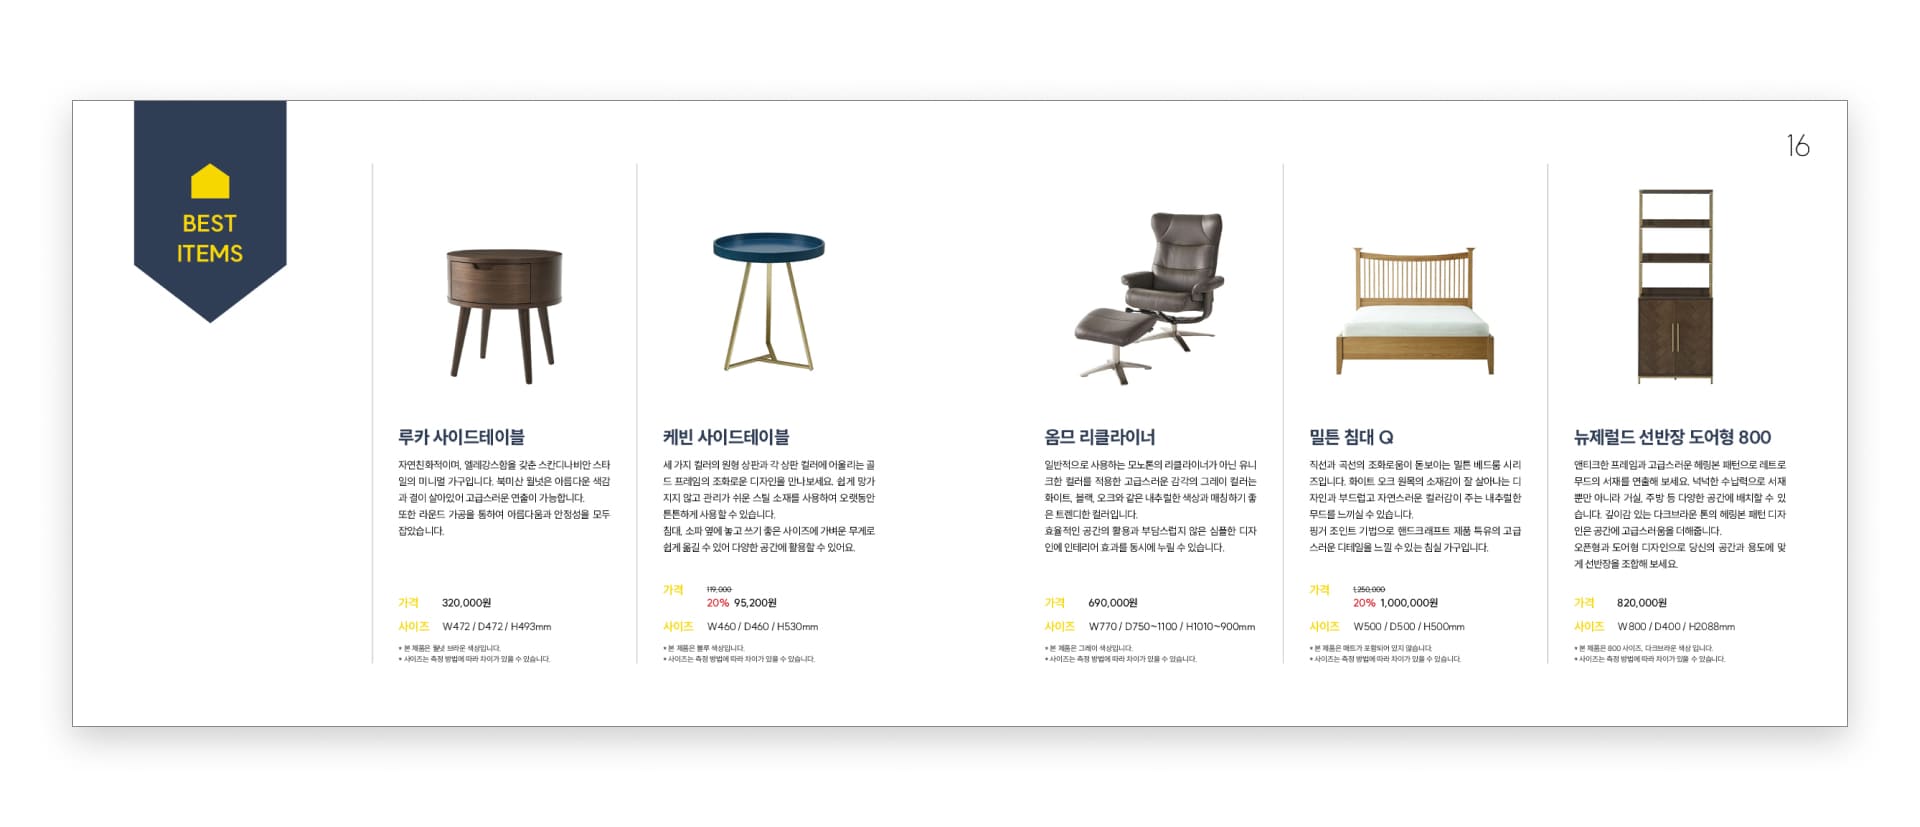 BEST
ITEMS
16
루카 사이드테이블
자연친화적이며, 엘레강스함을 갖춘 스칸디나비안 스타
일의 미니멀 가구입니다. 북미산 월넛은 아름다운 색감
과 결이 살아있어 고급스러운 연출이 가능합니다.
또한 라운드 가공을 통하여 아름다움과 안정성을 모두
잡았습니다.
가격 320,000원
사이즈 W472 / D472 / H493mm
* 본 제품은 월넛 브라운 색상입니다.
* 사이즈는 측정 방법에 따라 차이가 있을 수 있습니다.
케빈 사이드테이블
세 가지 컬러의 원형 상판과 각 상판 컬러에 어울리는 골
드 프레임의 조화로운 디자인을 만나보세요. 쉽게 망가
지지 않고 관리가 쉬운 스틸 소재를 사용하여 오랫동안
튼튼하게 사용할 수 있습니다.
침대, 소파 옆에 놓고 쓰기 좋은 사이즈에 가벼운 무게로
쉽게 옮길 수 있어 다양한 공간에 활용할 수 있어요.
가격 119,000
20% 95,200원
사이즈 W460 / D460 / H530mm
* 본 제품은 블루 색상입니다.
* 사이즈는 측정 방법에 따라 차이가 있을 수 있습니다.
옴므 리클라이너
일반적으로 사용하는 모노톤의 리클라이너가 아닌 유니
크한 컬러를 적용한 고급스러운 감각의 그레이 컬러는
화이트, 블랙, 오크와 같은 내추럴한 색상과 매칭하기 좋
은 트렌디한 컬러입니다.
효율적인 공간의 활용과 부담스럽지 않은 심플한 디자
인에 인테리어 효과를 동시에 누릴 수 있습니다.
가격 690,000원
사이즈 W770 / D750~1100 / H1010~900mm
* 본 제품은 그레이 색상입니다.
* 사이즈는 측정 방법에 따라 차이가 있을 수 있습니다.
밀튼 침대 Q
직선과 곡선의 조화로움이 돋보이는 밀튼 베드룸 시리
즈입니다. 화이트 오크 원목의 소재감이 잘 살아나는 디
자인과 부드럽고 자연스러운 컬러감이 주는 내추럴한
무드를 느끼실 수 있습니다.
핑거 조인트 기법으로 핸드크래프트 제품 특유의 고급
스러운 디테일을 느낄 수 있는 침실 가구입니다.
가격 1,250,000
20% 1,000,000원
사이즈 W500 / D500 / H500mm
* 본 제품은 매트가 포함되어 있지 않습니다.
* 사이즈는 측정 방법에 따라 차이가 있을 수 있습니다.
뉴제럴드 선반장 도어형 800
앤티크한 프레임과 고급스러운 헤링본 패턴으로 레트로
무드의 서재를 연출해 보세요. 넉넉한 수납력으로 서재
뿐만 아니라 거실, 주방 등 다양한 공간에 배치할 수 있
습니다. 깊이감 있는 다크브라운 톤의 헤링본 패턴 디자
인은 공간에 고급스러움을 더해줍니다.
오픈형과 도어형 디자인으로 당신의 공간과 용도에 맞
게 선반장을 조합해 보세요.
가격 820,000원
사이즈 W800 / D400 / H2088mm
* 본 제품은 800 사이즈, 다크브라운 색상 입니다.
* 사이즈는 측정 방법에 따라 차이가 있을 수 있습니다.